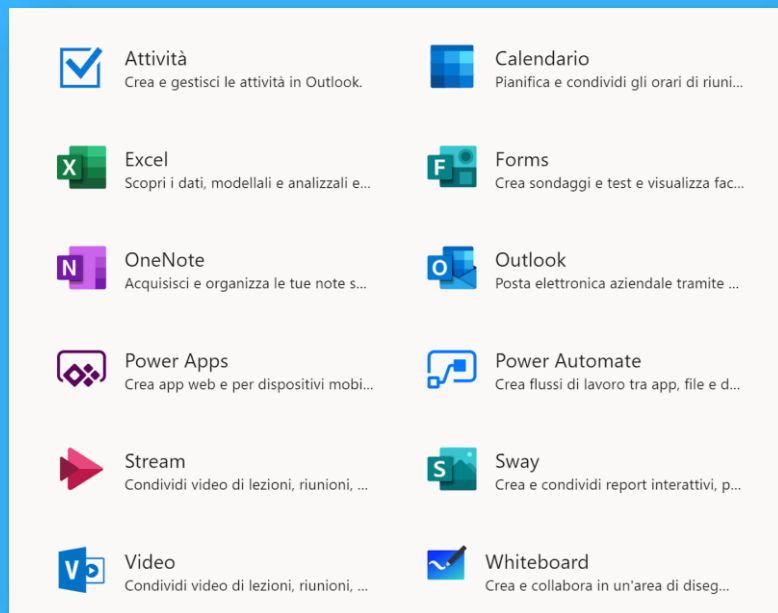 Attività
Crea e gestisci le attività in Outlook.
Calendario
Pianifica e condividi gli orari di riuni...
X
Excel
Scopri i dati, modellali e analizzali e...
F
Forms
Crea sondaggi e test e visualizza fac...
N
OneNote
Acquisisci e organizza le tue note s...
O
Outlook
Posta elettronica aziendale tramite ...
Power Apps
Crea app web e per dispositivi mobi...
Power Automate
Crea flussi di lavoro tra app, file e d...
Stream
Condividi video di lezioni, riunioni, ...
S
Sway
Crea e condividi report interattivi, p...
V
Video
Condividi video di lezioni, riunioni, ...
Whiteboard
Crea e collabora in un'area di diseg...